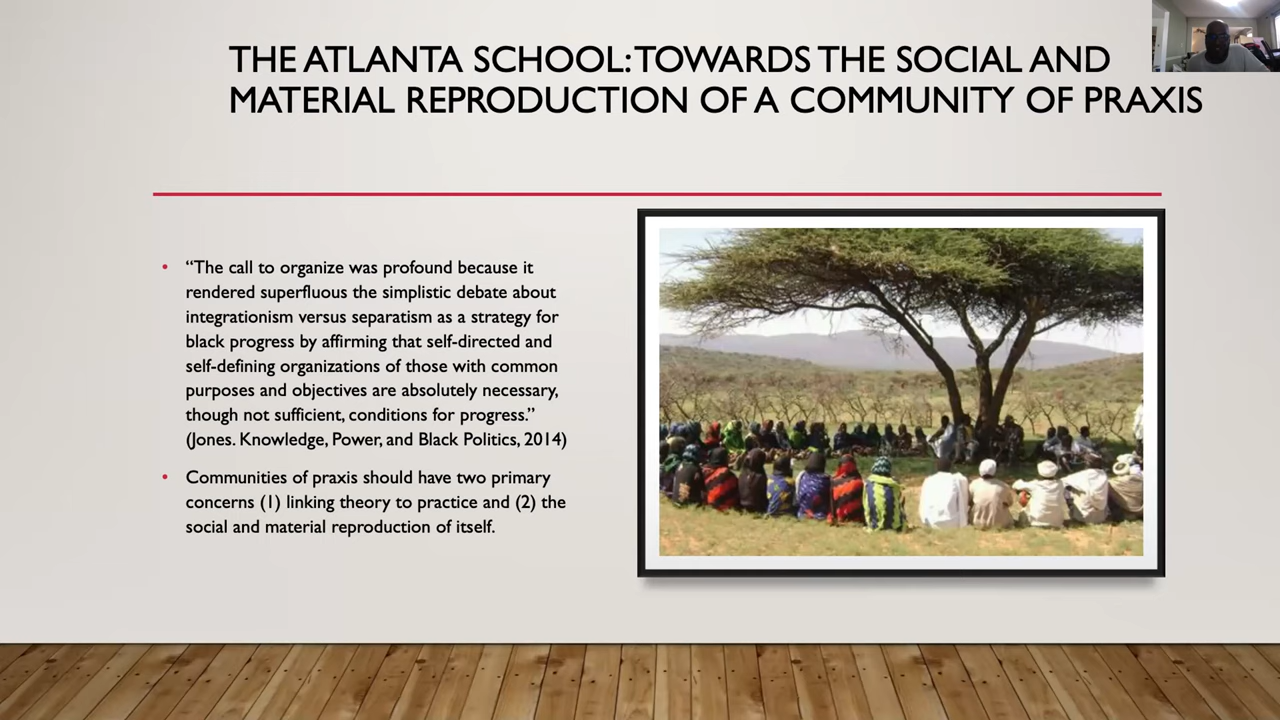 THE ATLANTA SCHOOL: TOWARDS THE SOCIAL AND
MATERIAL REPRODUCTION OF A COMMUNITY OF PRAXIS
• “The call to organize was profound because it
rendered superfluous the simplistic debate about
integrationism versus separatism as a strategy for
black progress by affirming that self-directed and
self-defining organizations of those with common
purposes and objectives are absolutely necessary,
though not sufficient, conditions for progress.”
(Jones. Knowledge, Power, and Black Politics, 2014)
• Communities of praxis should have two primary
concerns (1) linking theory to practice and (2) the
social and material reproduction of itself.